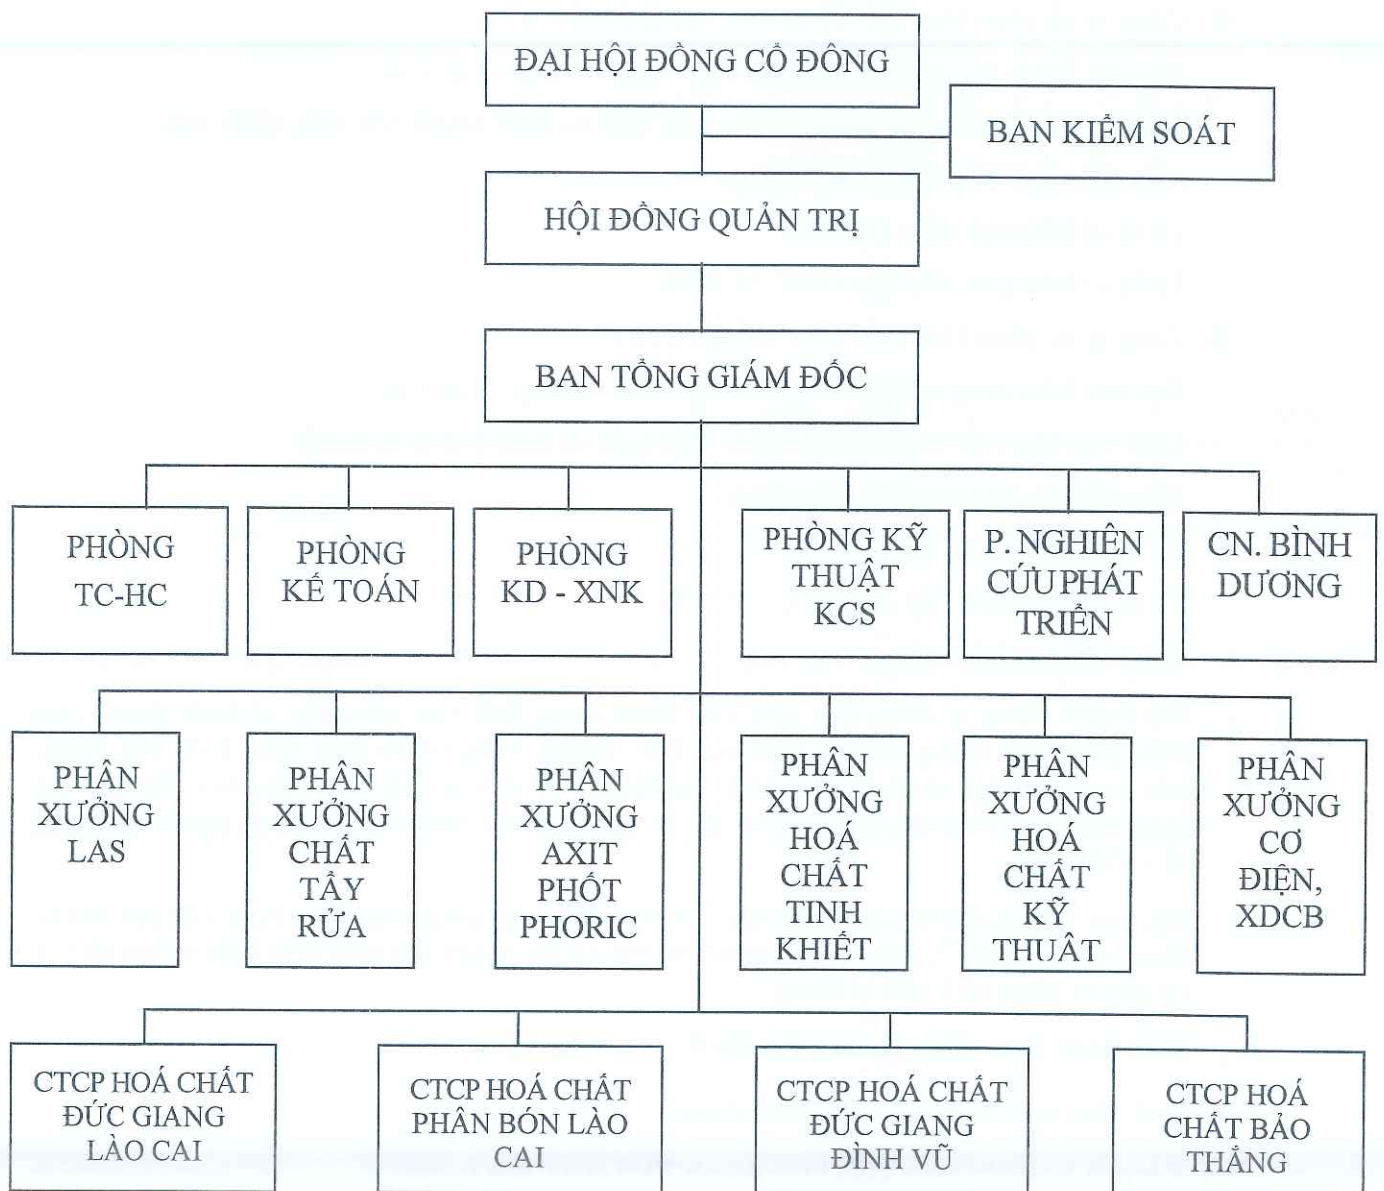 ĐẠI HỘI ĐỒNG CỔ ĐÔNG
BAN KIỂM SOÁT
HỘI ĐỒNG QUẢN TRỊ
BAN TỔNG GIÁM ĐỐC
PHÒNG
TC-HC
PHÒNG
KẾ TOÁN
PHÒNG
KD - XNK
PHÒNG KỸ
THUẬT
KCS
P. NGHIÊN
CỨU PHÁT
TRIỂN
CN. BÌNH
DƯƠNG
PHÂN
XƯỞNG
LAS
PHÂN
XƯỞNG
CHẤT
TẨY
RỬA
PHÂN
XƯỞNG
AXIT
PHỐT
PHORIC
PHÂN
XƯỞNG
HOÁ
CHẤT
TINH
KHIẾT
PHÂN
XƯỞNG
HOÁ
CHẤT
KỸ
THUÂT
PHÂN
XƯỞNG
CƠ
ĐIỆN,
XDCB
CTCP HOÁ CHẤT
ĐỨC GIANG
LÀO CAI
CTCP HOÁ CHẤT
PHÂN BÓN LÀO
CAI
CTCP HOÁ CHẤT
ĐỨC GIANG
ĐÌNH VŨ
CTCP HOÁ
CHẤT BẢO
THẮNG